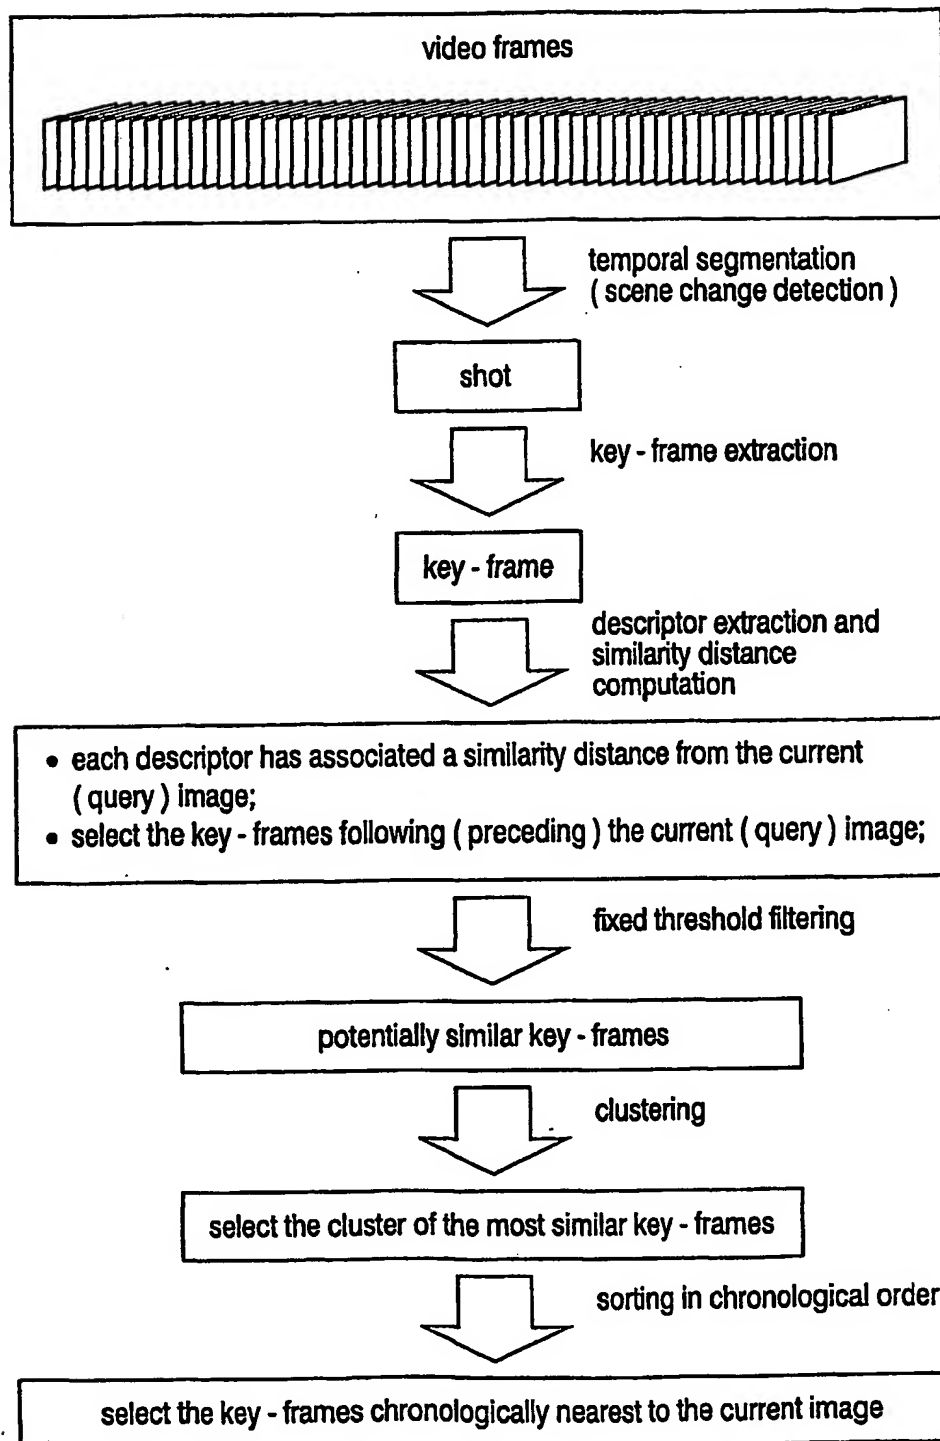 video frames
temporal segmentation
( scene change detection )
shot
key - frame extraction
key - frame
descriptor extraction and
similarity distance
computation
• each descriptor has associated a similarity distance from the current
( query ) image;
• select the key - frames following ( preceding ) the current ( query ) image;
fixed threshold filtering
potentially similar key - frames
clustering
select the cluster of the most similar key - frames
sorting in chronological order
select the key - frames chronologically nearest to the current image